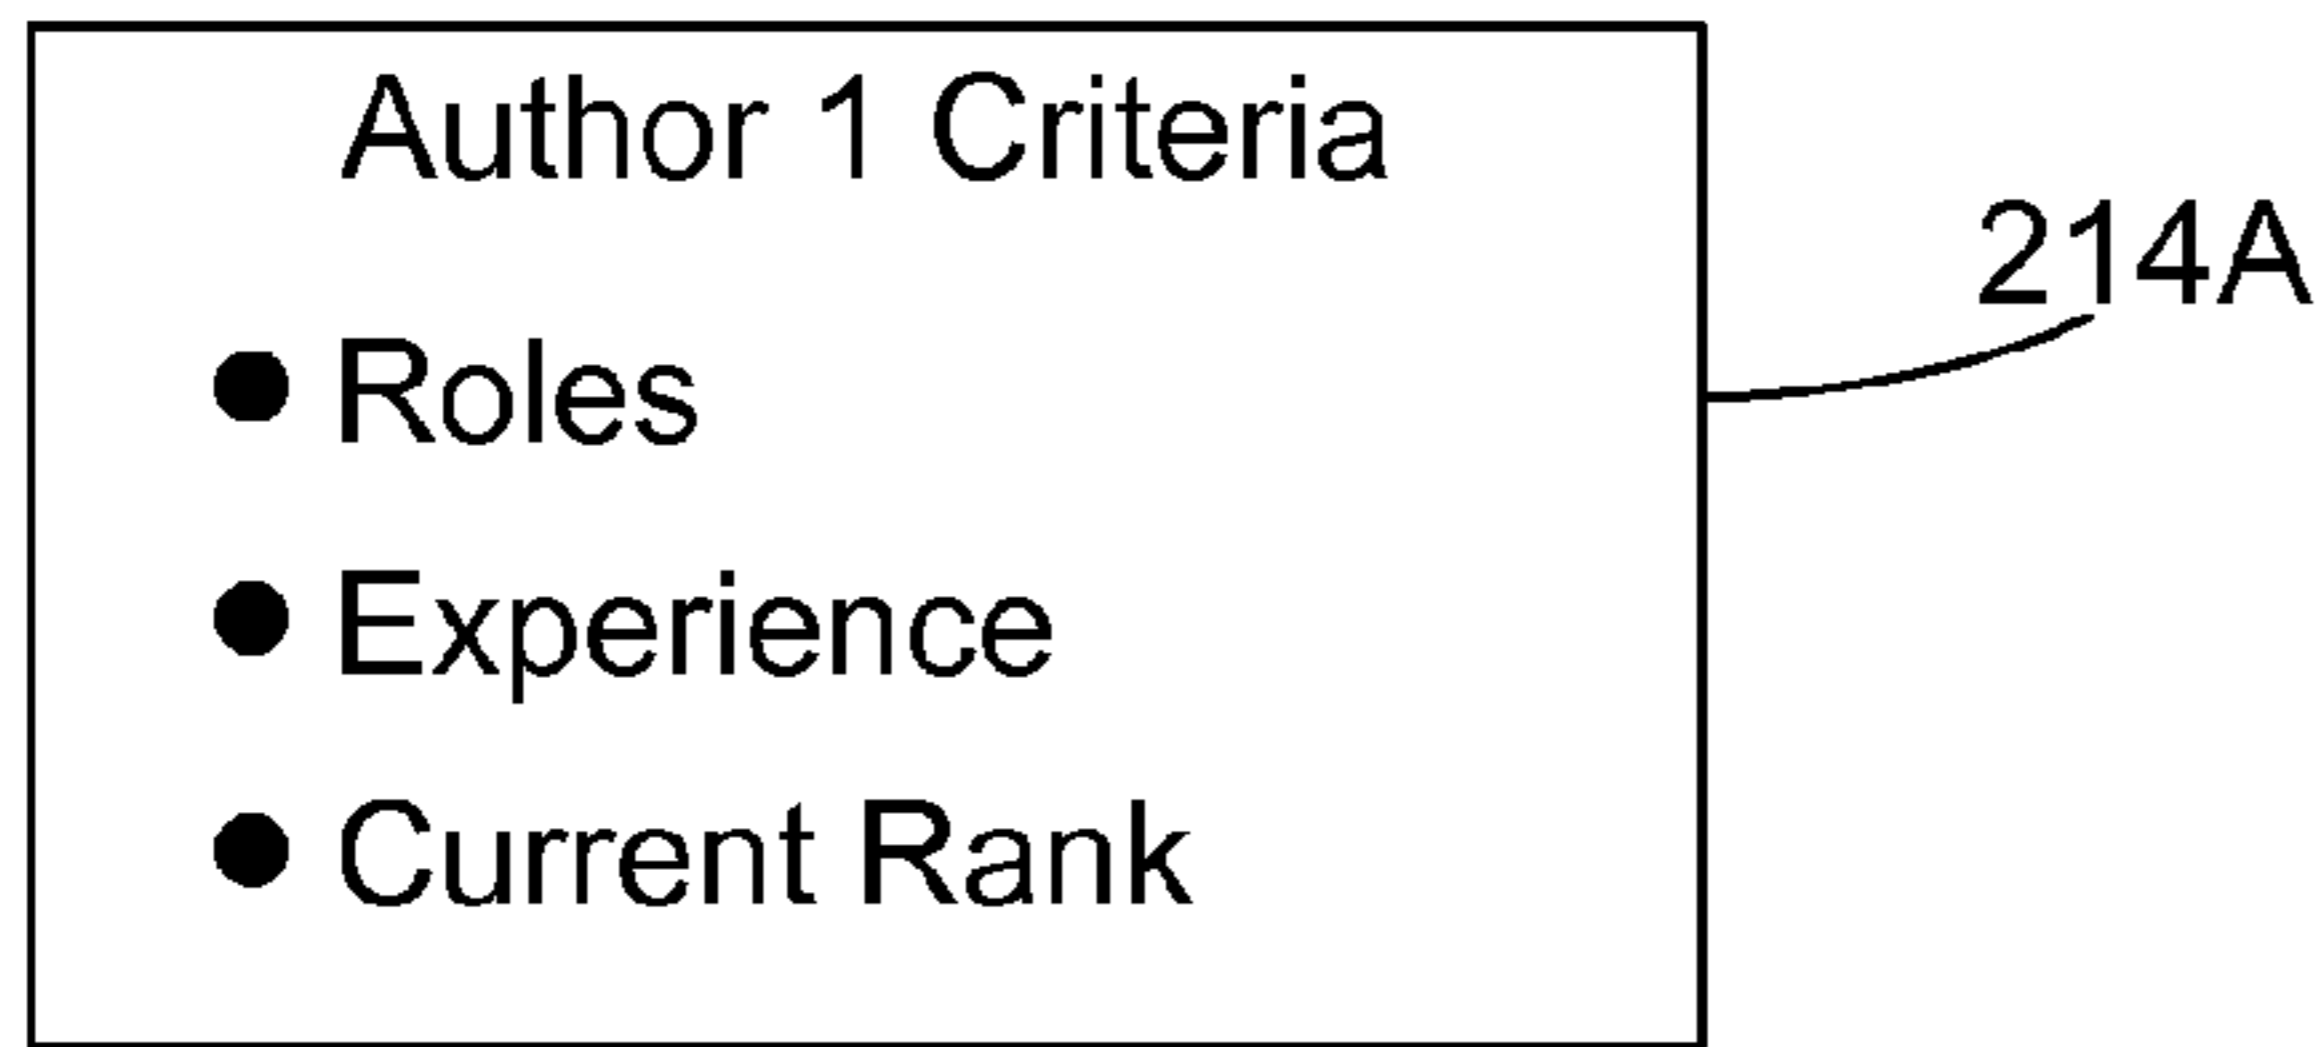 Author 1 Criteria
214A
● Roles
● Experience
● Current Rank